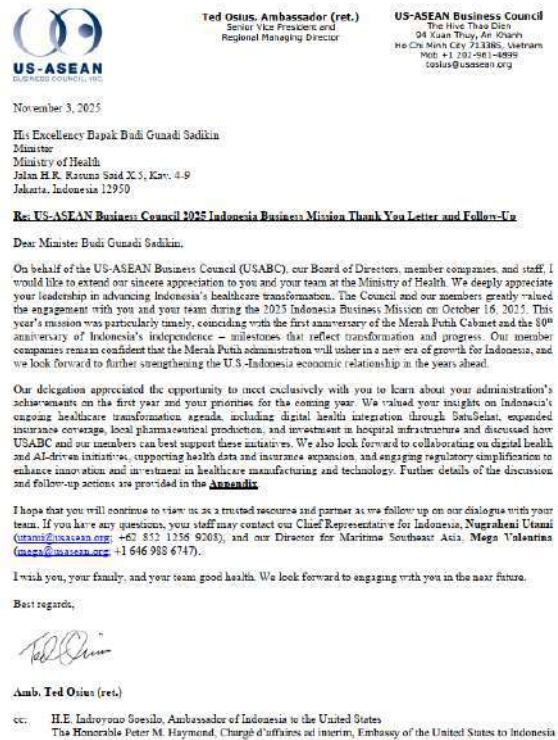 US-ASEAN
BUSINESS COUNCIL, INC.
Ted Osius, Ambassador (ret.)
Senior Vice President and
Regional Managing Director
US-ASEAN Business Council
The Hive Thao Dien
94 Xuan Thuy, An Khanh
Ho Chi Minh City 713385, Vietnam
Mob +1 202-961-4899
tosius@usasean.org
November 3, 2025
His Excellency Bapak Budi Gunadi Sadikin
Minister
Ministry of Health
Jalan H.R. Rasuna Said X.5, Kav. 4-9
Jakarta, Indonesia 12950
Re: US-ASEAN Business Council 2025 Indonesia Business Mission Thank You Letter and Follow-Up
Dear Minister Budi Gunadi Sadikin,
On behalf of the US-ASEAN Business Council (USABC), our Board of Directors, member companies, and staff, I
would like to extend our sincere appreciation to you and your team at the Ministry of Health. We deeply appreciate
your leadership in advancing Indonesia's healthcare transformation. The Council and our members greatly valued
the engagement with you and your team during the 2025 Indonesia Business Mission on October 16, 2025. This
year's mission was particularly timely, coinciding with the first anniversary of the Merah Putih Cabinet and the 80th
anniversary of Indonesia's independence – milestones that reflect transformation and progress. Our member
companies remain confident that the Merah Putih administration will usher in a new era of growth for Indonesia, and
we look forward to further strengthening the U.S.-Indonesia economic relationship in the years ahead.
Our delegation appreciated the opportunity to meet exclusively with you to learn about your administration's
achievements on the first year and your priorities for the coming year. We valued your insights on Indonesia's
ongoing healthcare transformation agenda, including digital health integration through SatuSehat, expanded
insurance coverage, local pharmaceutical production, and investment in hospital infrastructure and discussed how
USABC and our members can best support these initiatives. We also look forward to collaborating on digital health
and AI-driven initiatives, supporting health data and insurance expansion, and engaging regulatory simplification to
enhance innovation and investment in healthcare manufacturing and technology. Further details of the discussion
and follow-up actions are provided in the Appendix
I hope that you will continue to view us as a trusted resource and partner as we follow up on our dialogue with your
team. If you have any questions, your staff may contact our Chief Representative for Indonesia, Nugraheni Utami
(utami@usasean.org; +62 852 1256 9208), and our Director for Maritime Southeast Asia, Mega Valentina
(mega@usasean.org; +1 646 988 6747).
I wish you, your family, and your team good health. We look forward to engaging with you in the near future.
Best regards,
Ted Osius
Amb. Ted Osius (ret.)
cc: H.E. Indroyono Soesilo, Ambassador of Indonesia to the United States
The Honorable Peter M. Haymond, Chargé d'affaires ad interim, Embassy of the United States to Indonesia